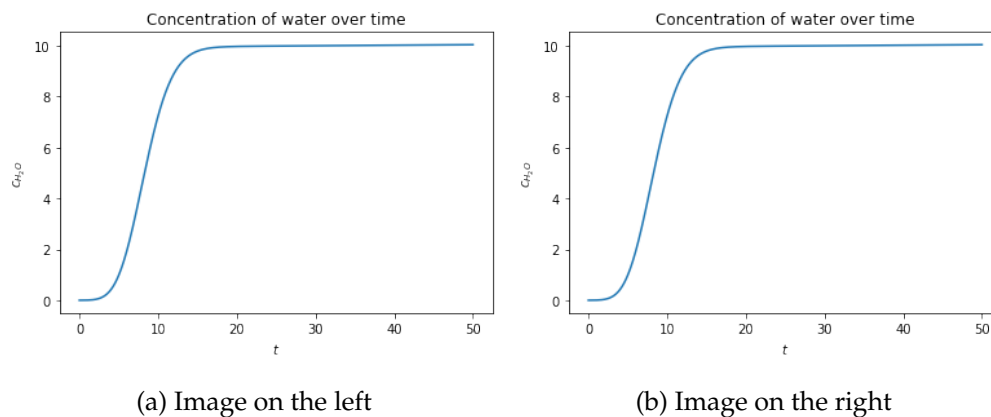 Concentration of water over time
10
8
6
4
2
0
c_{H_2O}
0 10 20 30 40 50
t
(a) Image on the left
Concentration of water over time
10
8
6
4
2
0
c_{H_2O}
0 10 20 30 40 50
t
(b) Image on the right